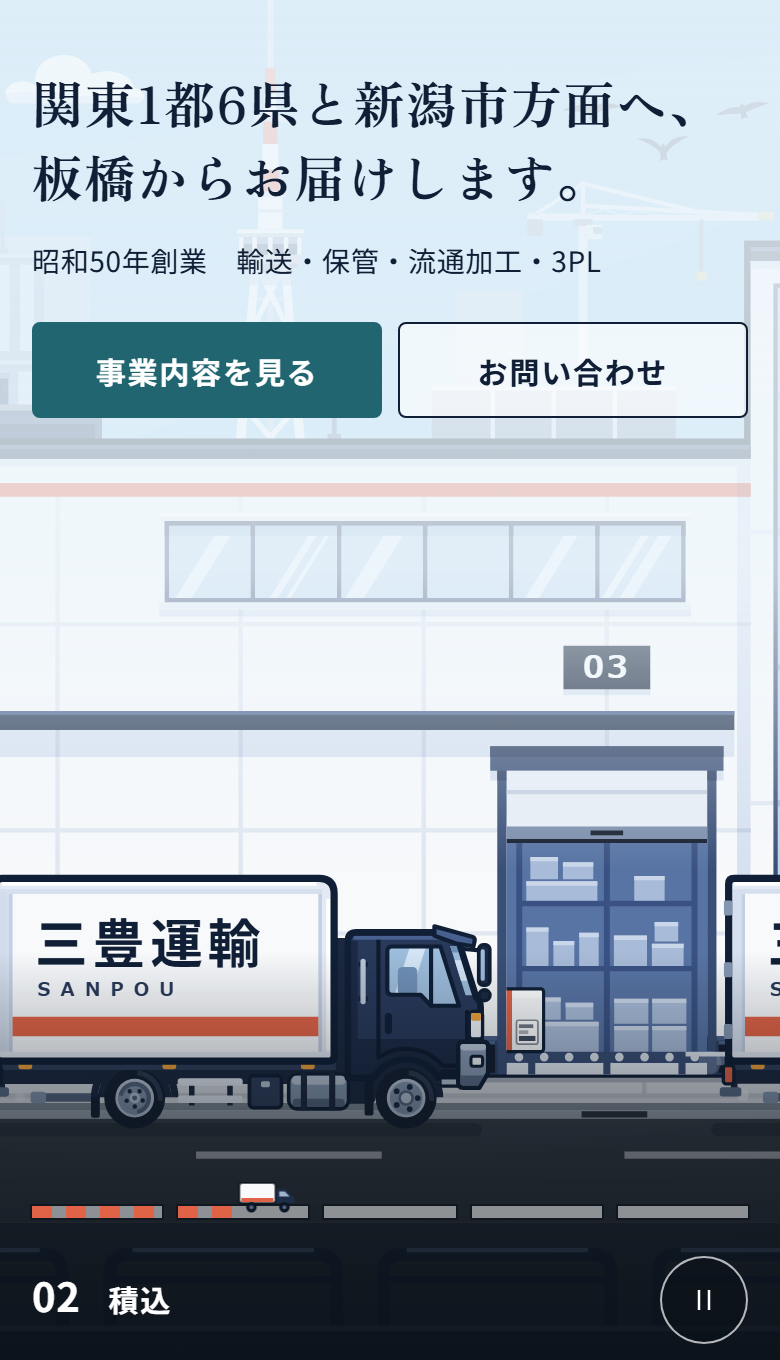 関東1都6県と新潟市方面へ、
板橋からお届けします。
昭和50年創業　輸送・保管・流通加工・3PL
事業内容を見る
お問い合わせ
03
三豊運輸
SANPOU
02 積込